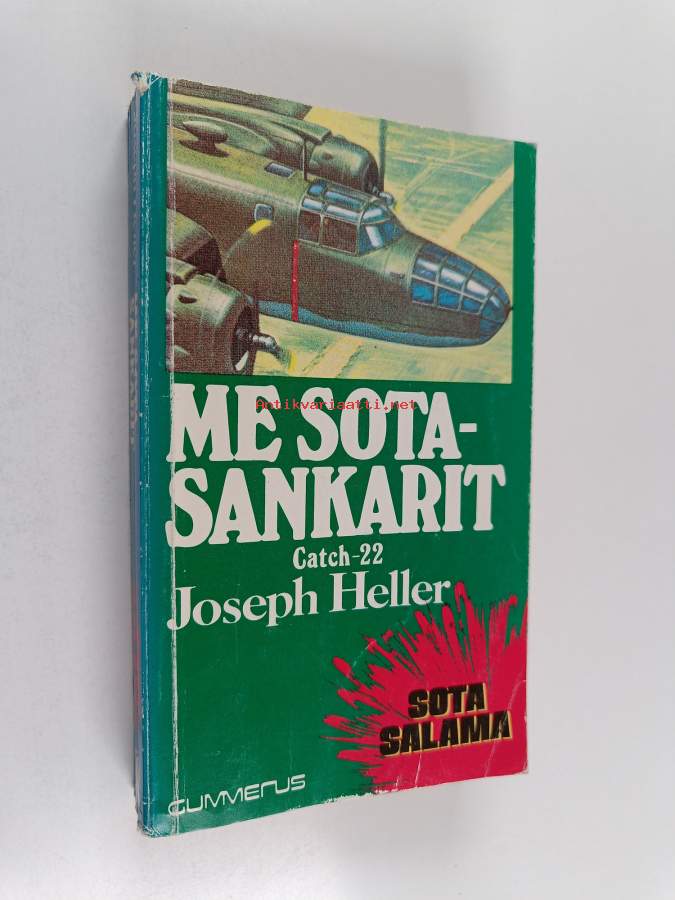 ME SOTA-
SANKARIT
Catch-22
Joseph Heller
SOTA
SALAMA
GUMMERUS
Antikvariaatti.net